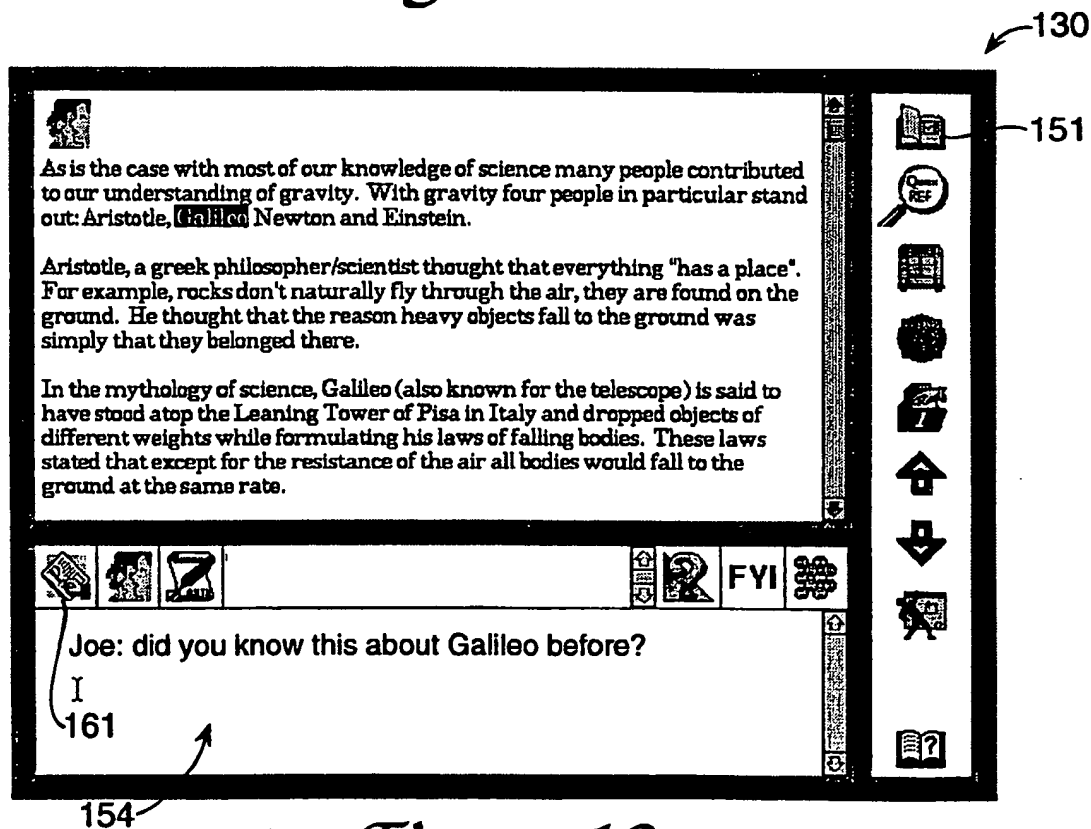 130
151
As is the case with most of our knowledge of science many people contributed
to our understanding of gravity. With gravity four people in particular stand
out: Aristotle, Galileo Newton and Einstein.
Quick
REF
Aristotle, a greek philosopher/scientist thought that everything "has a place".
For example, rocks don't naturally fly through the air, they are found on the
ground. He thought that the reason heavy objects fall to the ground was
simply that they belonged there.
In the mythology of science, Galileo (also known for the telescope) is said to
have stood atop the Leaning Tower of Pisa in Italy and dropped objects of
different weights while formulating his laws of falling bodies. These laws
stated that except for the resistance of the air all bodies would fall to the
ground at the same rate.
FYI
Joe: did you know this about Galileo before?
161
?
154